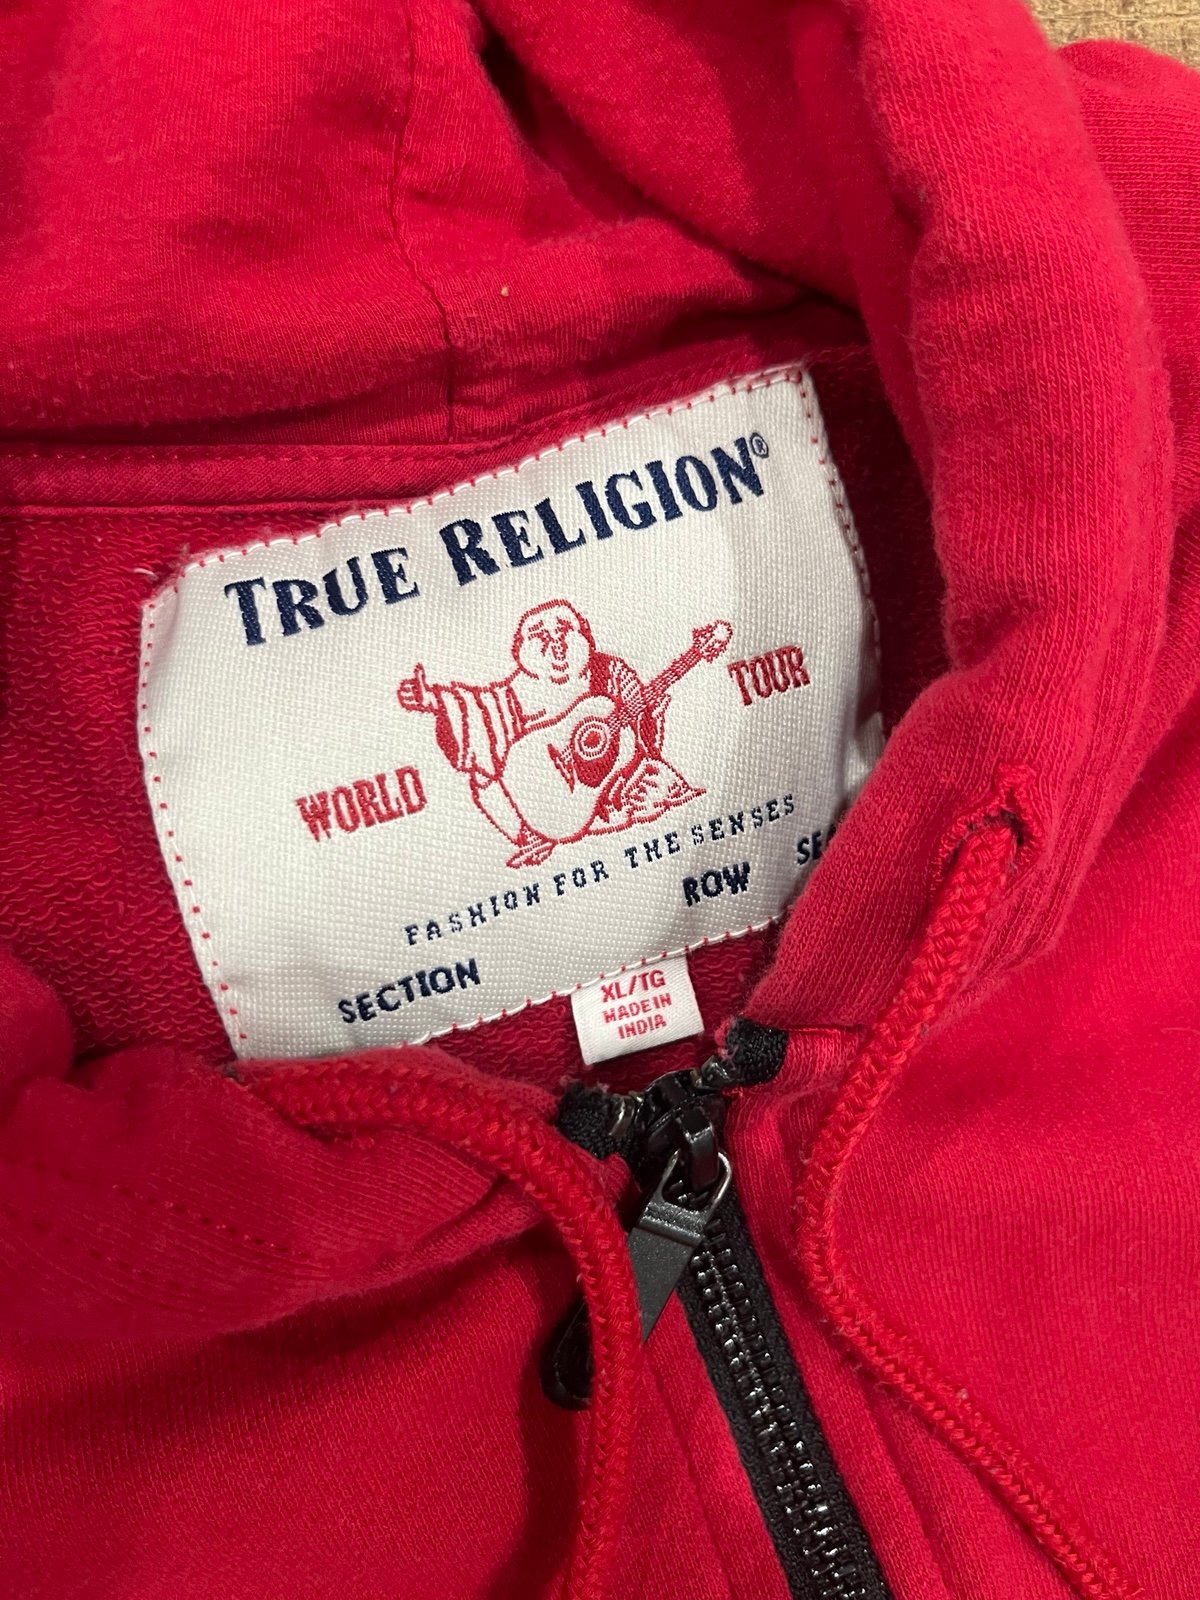 TRUE RELIGION®
WORLD TOUR
FASHION FOR THE SENSES
SECTION ROW
XL/TG
MADE IN
INDIA